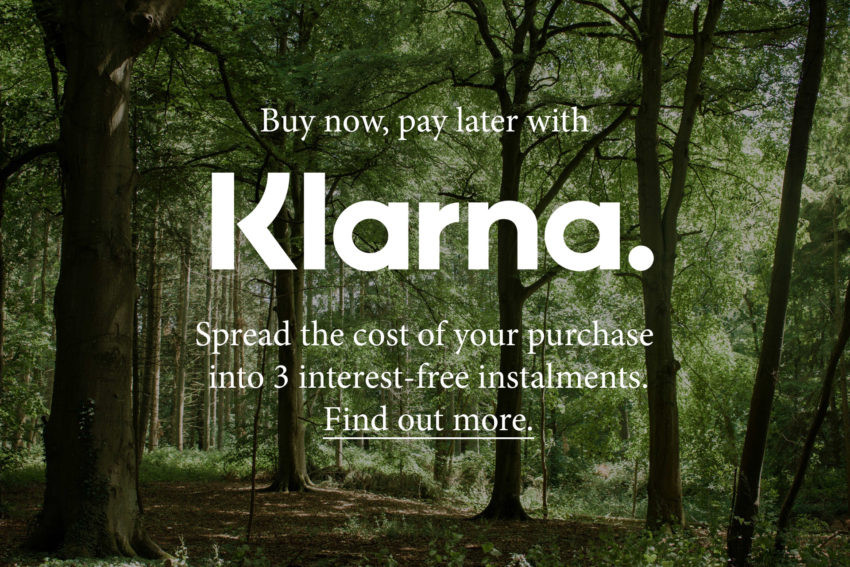 Buy now, pay later with
Klarna.
Spread the cost of your purchase
into 3 interest-free instalments.
Find out more.